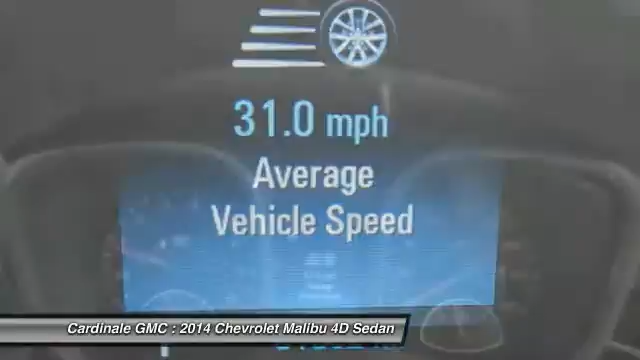 31.0 mph
Average
Vehicle Speed
Cardinale GMC : 2014 Chevrolet Malibu 4D Sedan